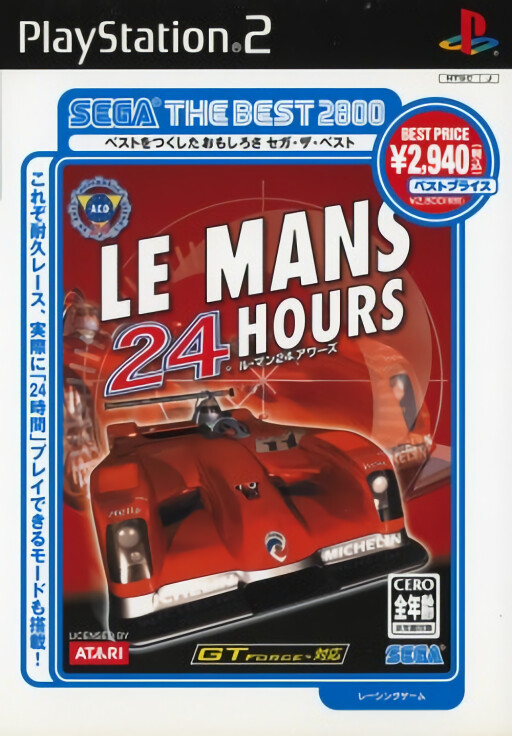 PlayStation.2
NTSC J
SEGA THE BEST 2800
ベストをつくしたおもしろさ セガ・ザ・ベスト
BEST PRICE
¥2,940(税込)
ベストプライス
これぞ耐久レース、実際に「24時間」プレイできるモードも搭載!
ACO
LE MANS
24 HOURS
ル・マン24アワーズ
Hella
MICHELIN
CERO
全年齢
LICENSED BY
ATARI
GT FORCE 対応
SEGA
レーシングゲーム